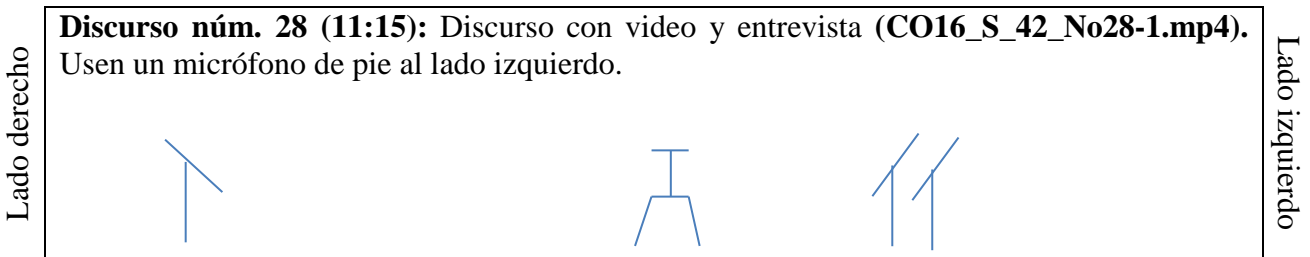 Lado derecho
Discurso núm. 28 (11:15): Discurso con video y entrevista (CO16_S_42_No28-1.mp4).
Usen un micrófono de pie al lado izquierdo.
Lado izquierdo